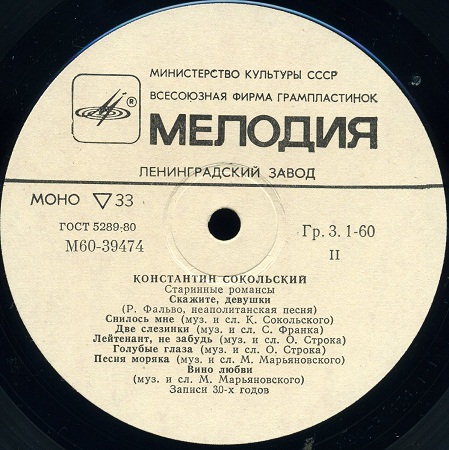 МИНИСТЕРСТВО КУЛЬТУРЫ СССР
ВСЕСОЮЗНАЯ ФИРМА ГРАМПЛАСТИНОК
® МЕЛОДИЯ
ЛЕНИНГРАДСКИЙ ЗАВОД
МОНО ▽ 33
ГОСТ 5289-80
М60-39474
Гр. 3. 1-60
II
КОНСТАНТИН СОКОЛЬСКИЙ
Старинные романсы
Скажите, девушки
(Р. Фальво, неаполитанская песня)
Снилось мне (муз. и сл. К. Сокольского)
Две слезинки (муз. и сл. С. Франка)
Лейтенант, не забудь (муз. и сл. О. Строка)
Голубые глаза (муз. и сл. О. Строка)
Песня моряка (муз. и сл. М. Марьяновского)
Вино любви
(муз. и сл. М. Марьяновского)
Записи 30-х годов